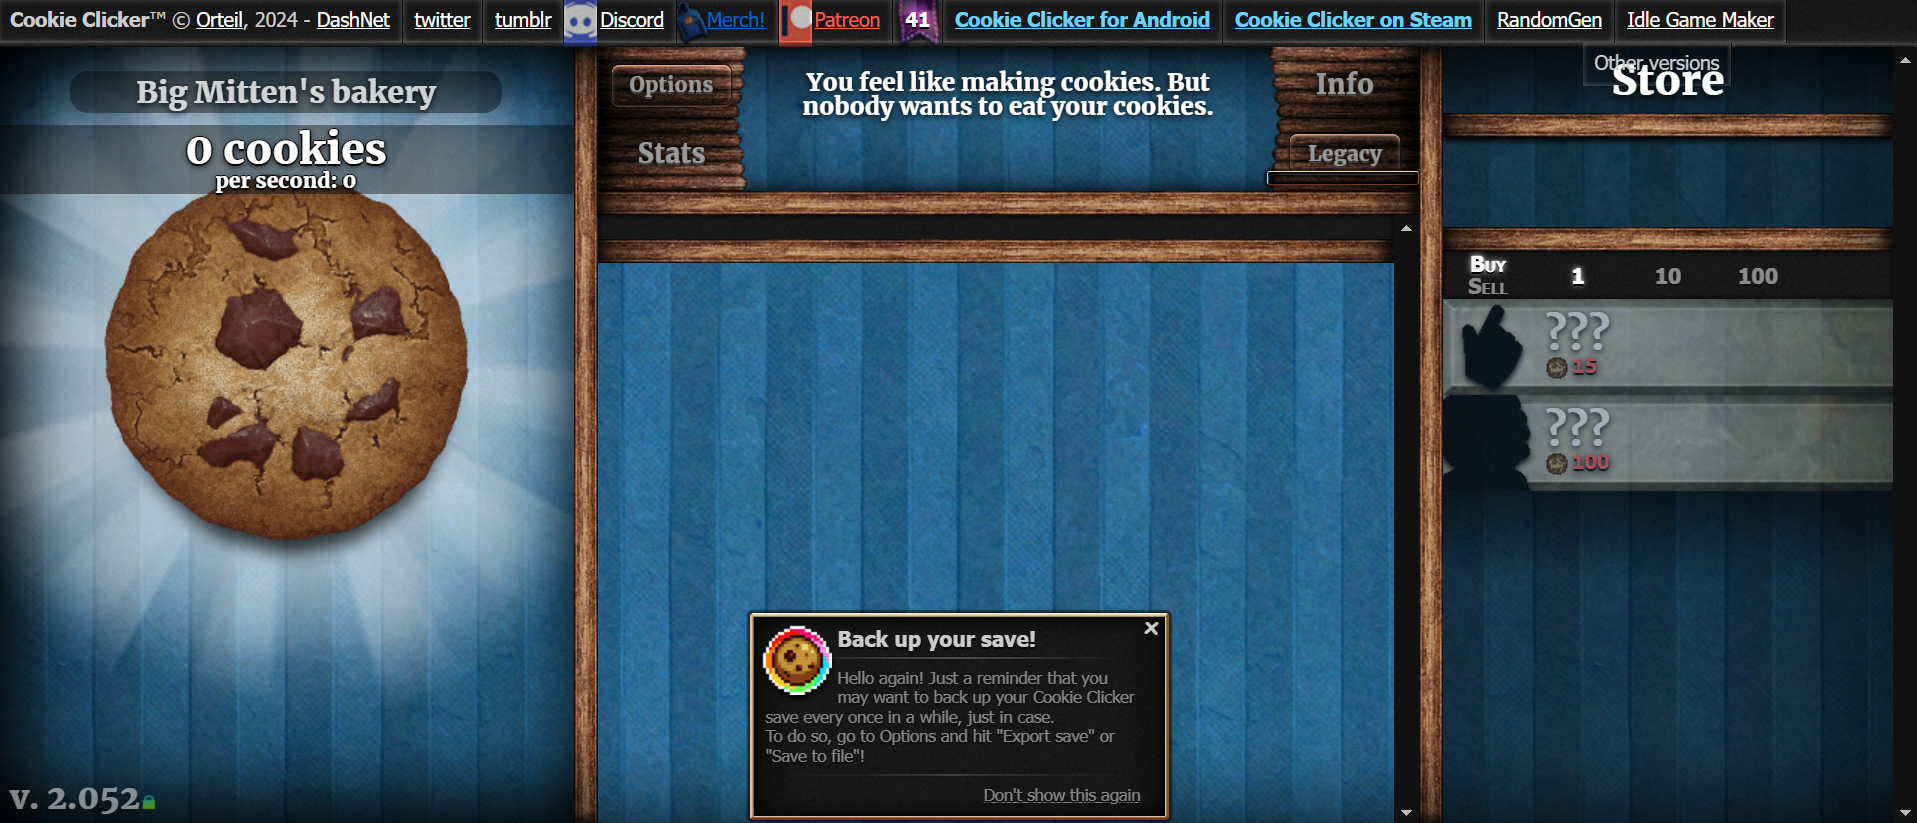 Cookie Clicker™ © Orteil, 2024 - DashNet
twitter
tumblr
Discord
Merch!
Patreon
41
Cookie Clicker for Android
Cookie Clicker on Steam
RandomGen
Idle Game Maker
Other versions
Big Mitten's bakery
0 cookies
per second: 0
v. 2.052
Options
Stats
You feel like making cookies. But
nobody wants to eat your cookies.
Info
Legacy
Back up your save!
Hello again! Just a reminder that you
may want to back up your Cookie Clicker
save every once in a while, just in case.
To do so, go to Options and hit "Export save" or
"Save to file"!
Don't show this again
Store
Buy
Sell
1
10
100
???
15
???
100